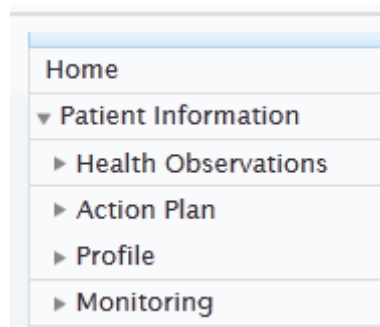 Home
Patient Information
Health Observations
Action Plan
Profile
Monitoring